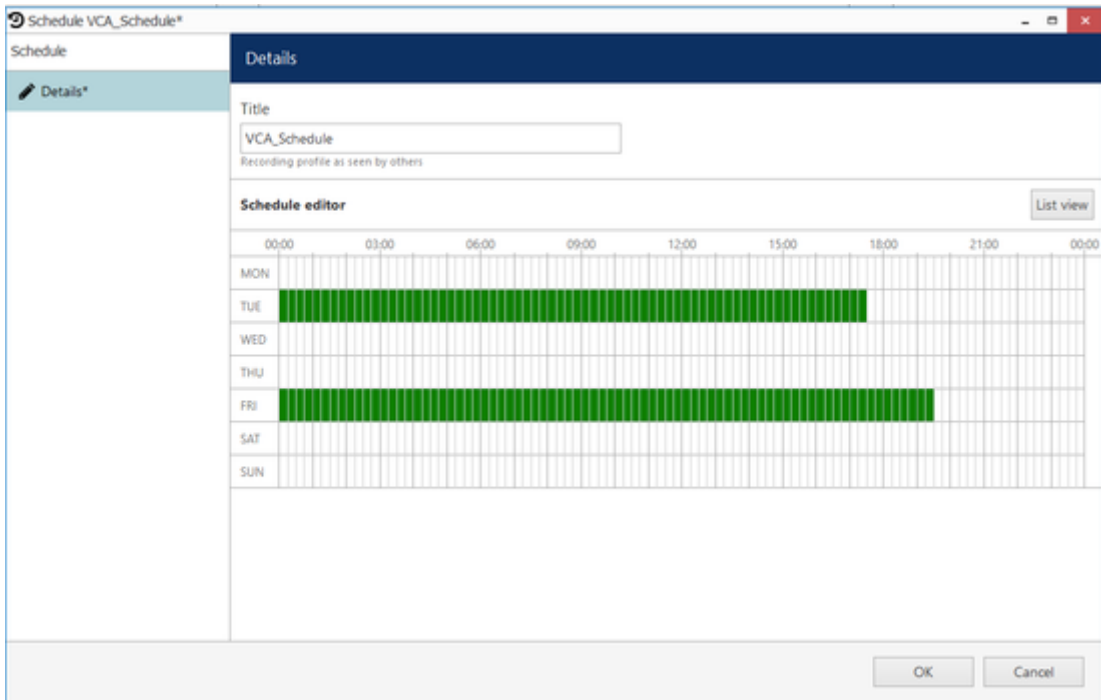 Schedule VCA_Schedule*
Schedule
Details*
Details
Title
VCA_Schedule
Recording profile as seen by others
Schedule editor
List view
00:00 03:00 06:00 09:00 12:00 15:00 18:00 21:00 00:00
MON
TUE
WED
THU
FRI
SAT
SUN
OK Cancel